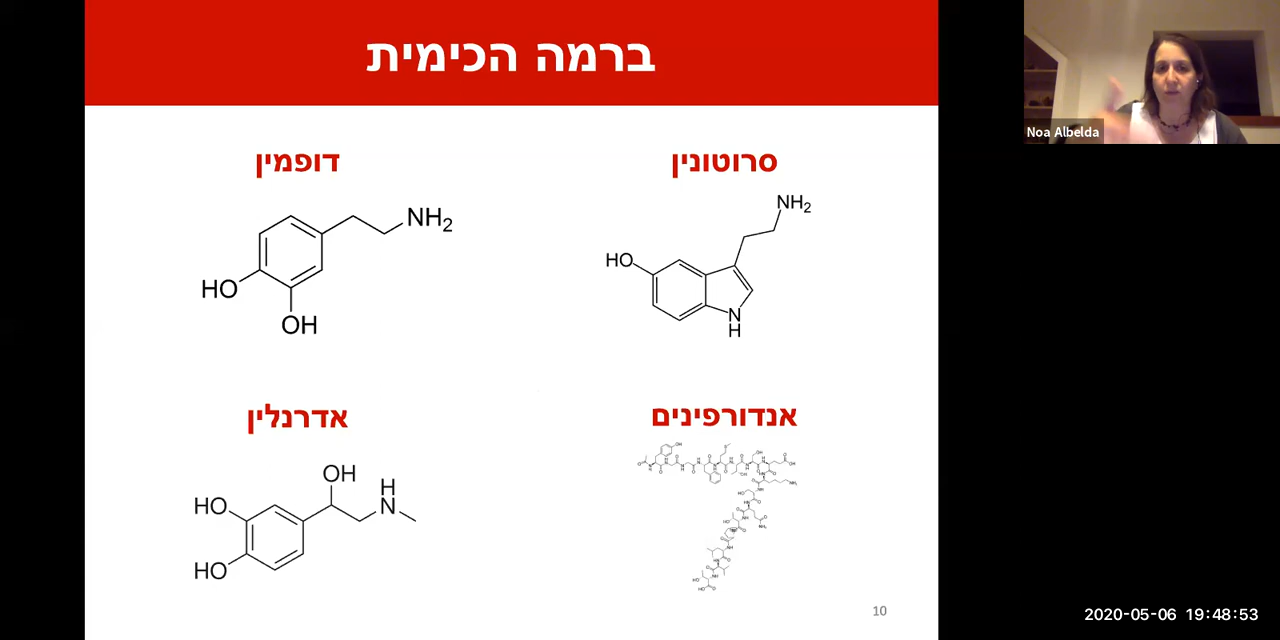 ברמה הכימית
Noa Albelda
סרוטונין
דופמין
NH₂
HO
N
H
NH₂
HO
OH
אנדורפינים
אדרנלין
OH
HO
H
N
HO
10
2020-05-06 19:48:53